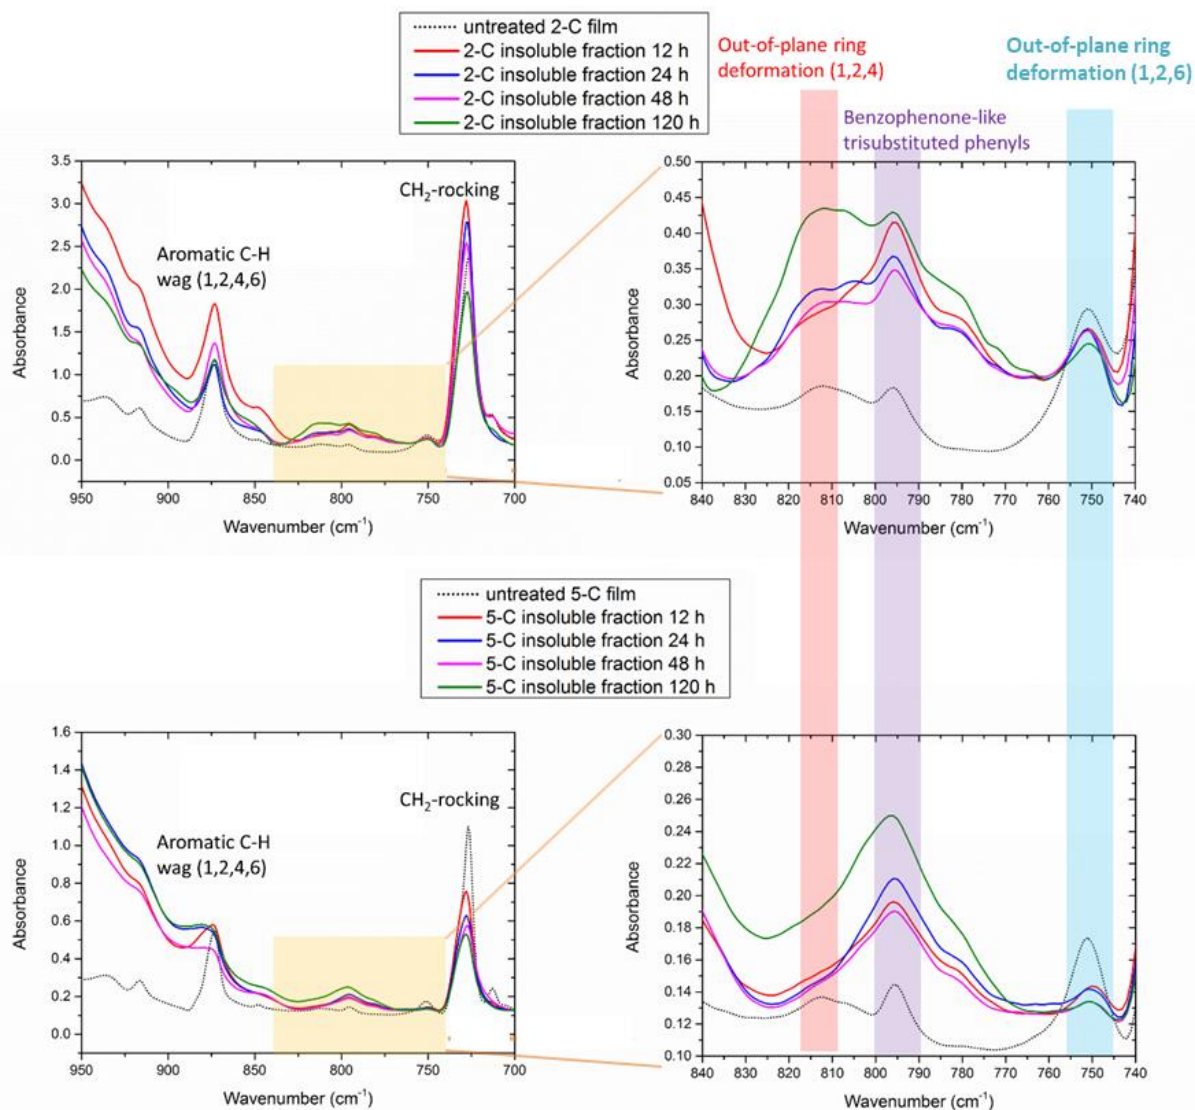 untreated 2-C film
2-C insoluble fraction 12 h
2-C insoluble fraction 24 h
2-C insoluble fraction 48 h
2-C insoluble fraction 120 h
Out-of-plane ring
deformation (1,2,4)
Out-of-plane ring
deformation (1,2,6)
Benzophenone-like
trisubstituted phenyls
3.5
3.0
2.5
2.0
1.5
1.0
0.5
0.0
Absorbance
Aromatic C-H
wag (1,2,4,6)
CH₂-rocking
950 900 850 800 750 700
Wavenumber (cm⁻¹)
0.50
0.45
0.40
0.35
0.30
0.25
0.20
0.15
0.10
0.05
Absorbance
840 830 820 810 800 790 780 770 760 750 740
Wavenumber (cm⁻¹)
untreated 5-C film
5-C insoluble fraction 12 h
5-C insoluble fraction 24 h
5-C insoluble fraction 48 h
5-C insoluble fraction 120 h
1.6
1.4
1.2
1.0
0.8
0.6
0.4
0.2
0.0
Absorbance
Aromatic C-H
wag (1,2,4,6)
CH₂-rocking
950 900 850 800 750 700
Wavenumber (cm⁻¹)
0.30
0.28
0.26
0.24
0.22
0.20
0.18
0.16
0.14
0.12
0.10
Absorbance
840 830 820 810 800 790 780 770 760 750 740
Wavenumber (cm⁻¹)